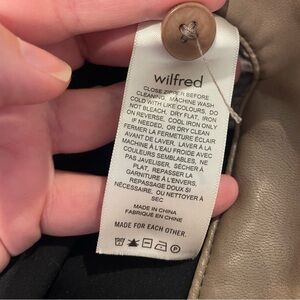 wilfred
CLOSE ZIPPER BEFORE
CLEANING. MACHINE WASH
COLD WITH LIKE COLOURS, DO
NOT BLEACH, DRY FLAT, IRON
ON REVERSE. COOL IRON ONLY
IF NEEDED, OR DRY CLEAN
FERMER LA FERMETURE ÉCLAIR
AVANT LE LAVAGE. LAVER À LA
MACHINE À L'EAU FROIDE AVEC
COULEURS SEMBLABLES, NE
PAS JAVELISER, SÉCHER À
PLAT, REPASSER LA
GARNITURE À L'ENVERS,
REPASSAGE DOUX SI
NÉCESSAIRE, OU NETTOYER À
SEC
MADE IN CHINA
FABRIQUÉ EN CHINE
MADE FOR EACH OTHER.